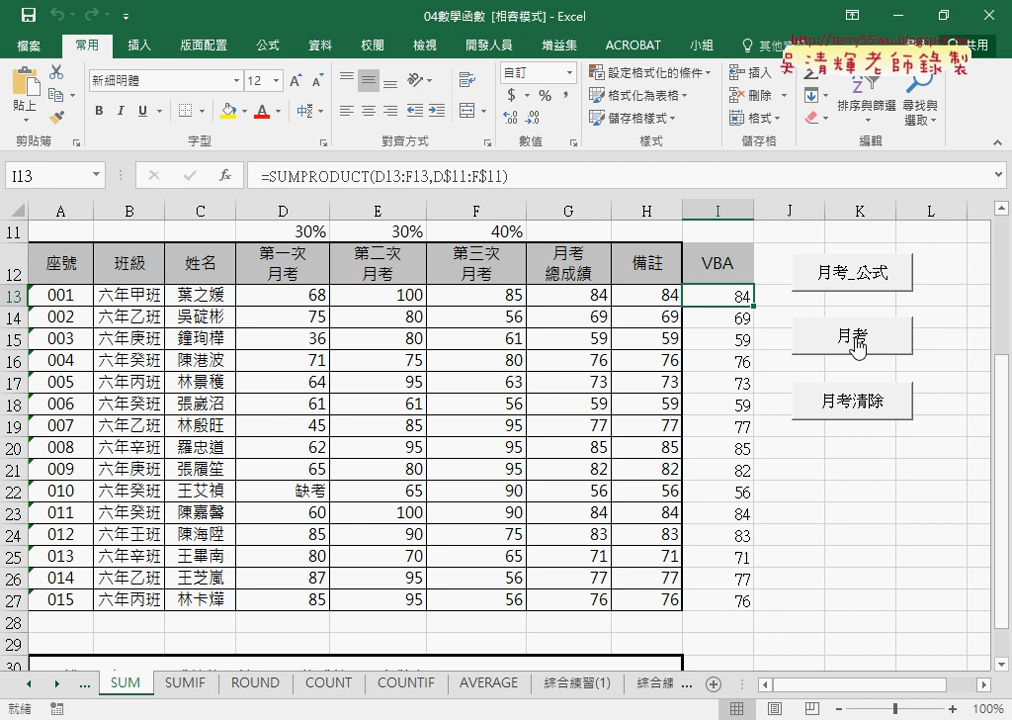 04數學函數 [相容模式] - Excel
http://terry55wu.blogspot.tw
吳清輝老師錄製
檔案 常用 插入 版面配置 公式 資料 校閱 檢視 開發人員 增益集 ACROBAT 小組 共用
貼上 新細明體 12 自訂 設定格式化的條件 插入
B I U $ % 格式化為表格 刪除 排序與篩選 尋找與選取
儲存格樣式 格式
剪貼簿 字型 對齊方式 數值 樣式 儲存格 編輯
I13 fx =SUMPRODUCT(D13:F13,D$11:F$11)
A B C D E F G H I J K L
11 30% 30% 40%
12 座號 班級 姓名 第一次月考 第二次月考 第三次月考 月考總成績 備註 VBA 月考_公式
13 001 六年甲班 葉之媛 68 100 85 84 84 84
14 002 六年乙班 吳碇彬 75 80 56 69 69 69
15 003 六年庚班 鐘珣樺 36 80 61 59 59 59 月考
16 004 六年癸班 陳港波 71 75 80 76 76 76
17 005 六年丙班 林景穫 64 95 63 73 73 73
18 006 六年癸班 張崴沼 61 61 56 59 59 59 月考清除
19 007 六年乙班 林殷旺 45 85 95 77 77 77
20 008 六年辛班 羅忠道 62 95 95 85 85 85
21 009 六年庚班 張履笙 65 80 95 82 82 82
22 010 六年癸班 王艾禎 缺考 65 90 56 56 56
23 011 六年癸班 陳嘉馨 60 100 90 84 84 84
24 012 六年壬班 陳海陞 85 90 75 83 83 83
25 013 六年辛班 王畢南 80 70 65 71 71 71
26 014 六年乙班 王芝嵐 87 95 56 77 77 77
27 015 六年丙班 林卡燁 85 95 56 76 76 76
28
29
30
... SUM SUMIF ROUND COUNT COUNTIF AVERAGE 綜合練習(1) 綜合練 ...
就緒 100%